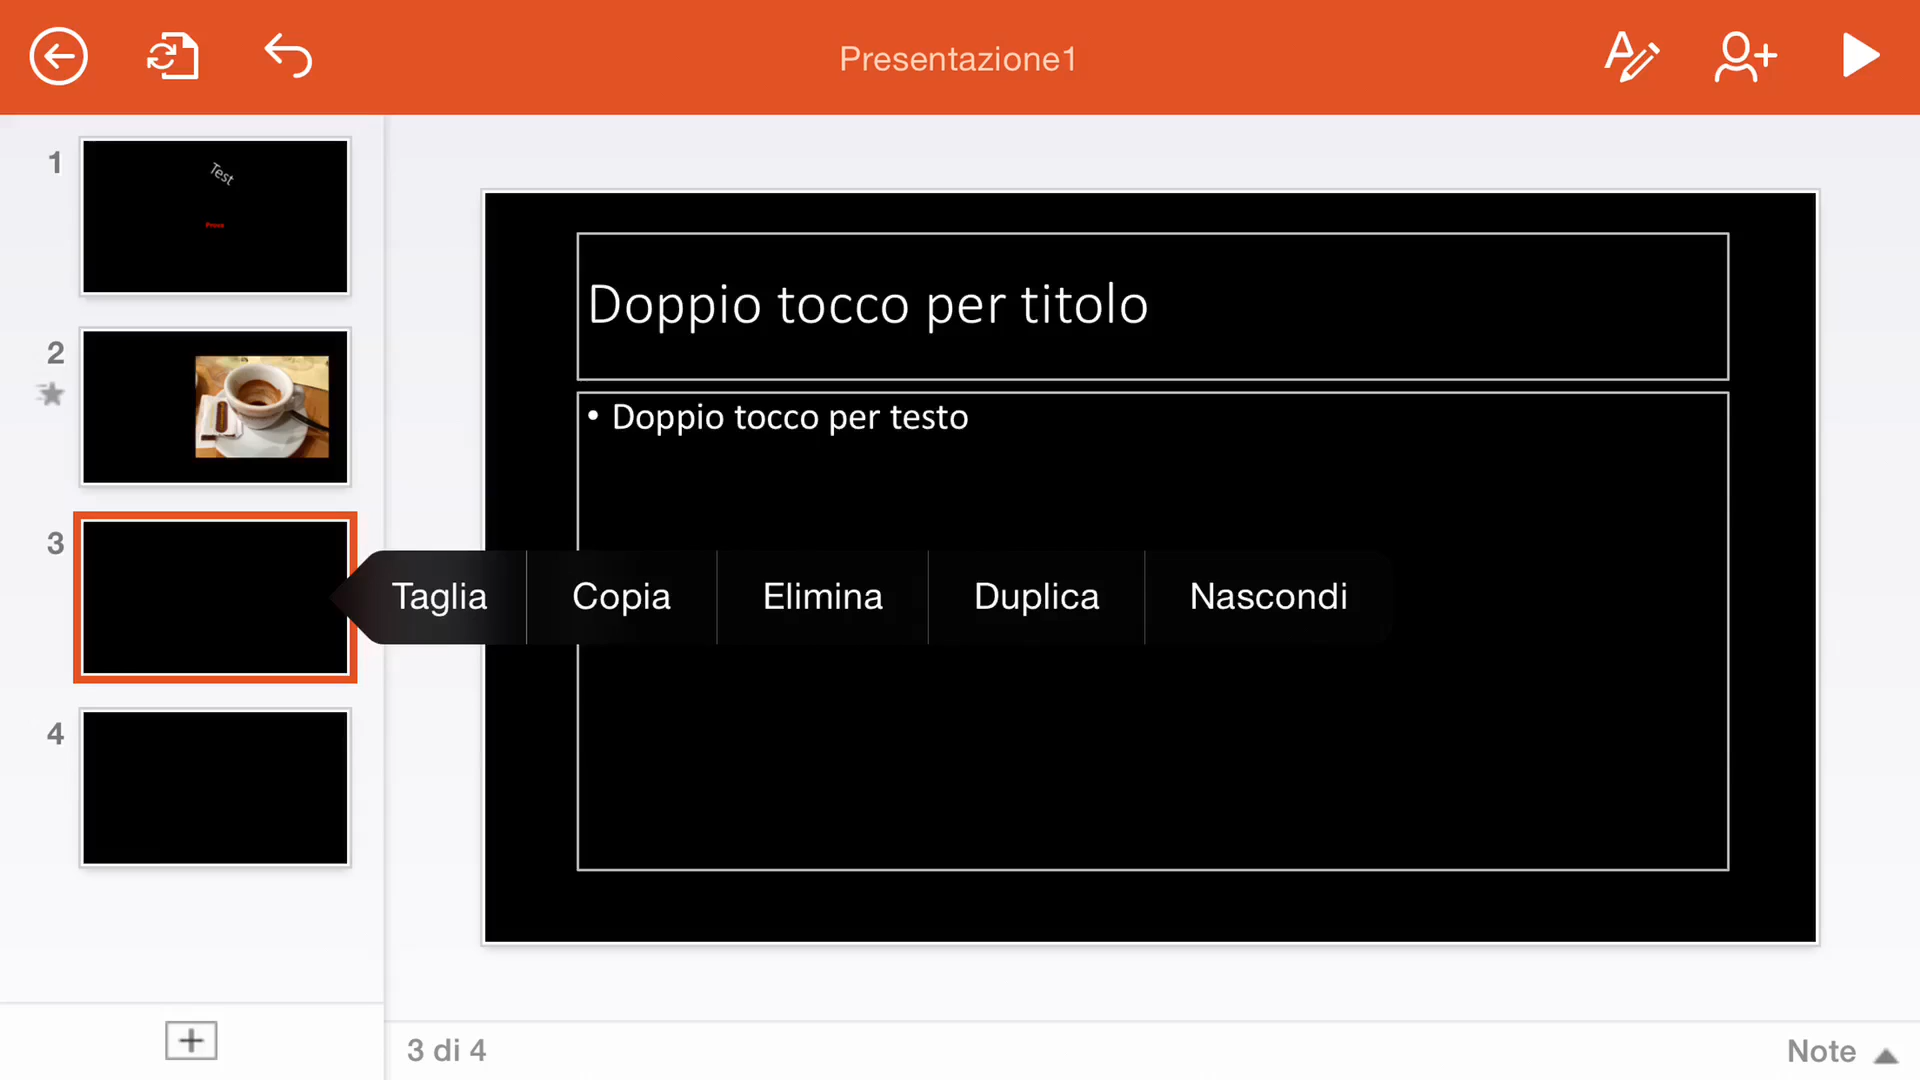 Presentazione1
1
Test
Prova
2
3
4
Doppio tocco per titolo
• Doppio tocco per testo
Taglia
Copia
Elimina
Duplica
Nascondi
3 di 4
Note